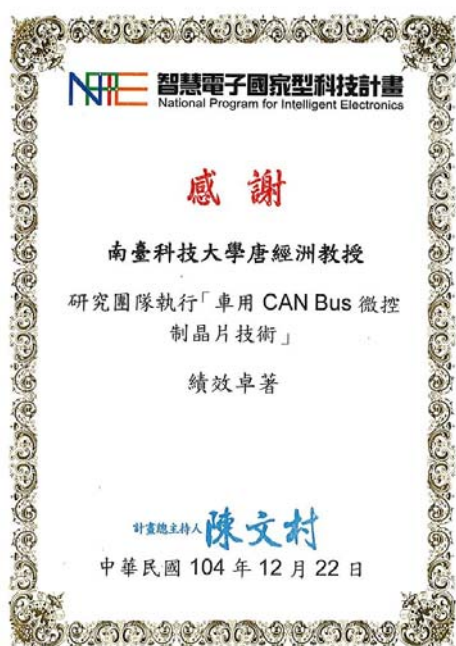 NPIE 智慧電子國家型科技計畫
National Program for Intelligent Electronics
感謝
南臺科技大學唐經洲教授
研究團隊執行「車用 CAN Bus 微控
制晶片技術」
績效卓著
計畫總主持人 陳文村
中華民國 104 年 12 月 22 日